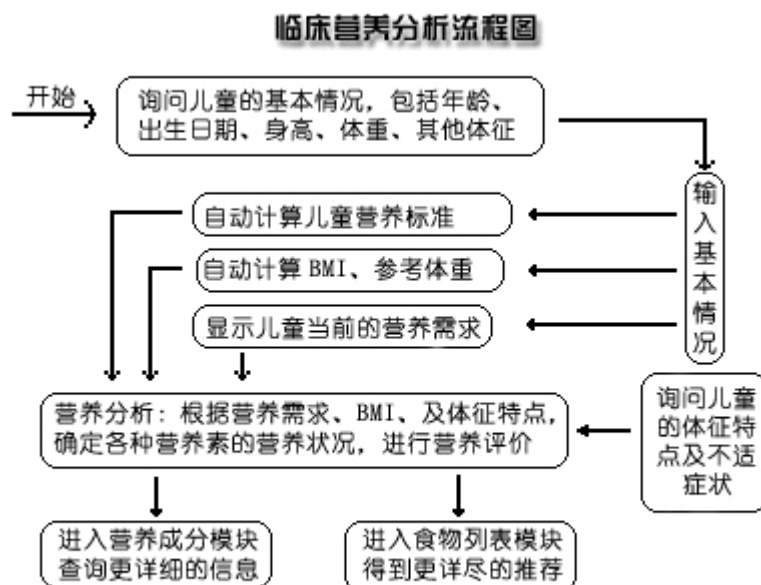 临床营养分析流程图
开始
询问儿童的基本情况，包括年龄、
出生日期、身高、体重、其他体征
输入基本情况
自动计算儿童营养标准
自动计算 BMI、参考体重
显示儿童当前的营养需求
询问儿童
的体征特
点及不适
症状
营养分析：根据营养需求、BMI、及体征特点，
确定各种营养素的营养状况，进行营养评价
进入营养成分模块
查询更详细的信息
进入食物列表模块
得到更详尽的推荐